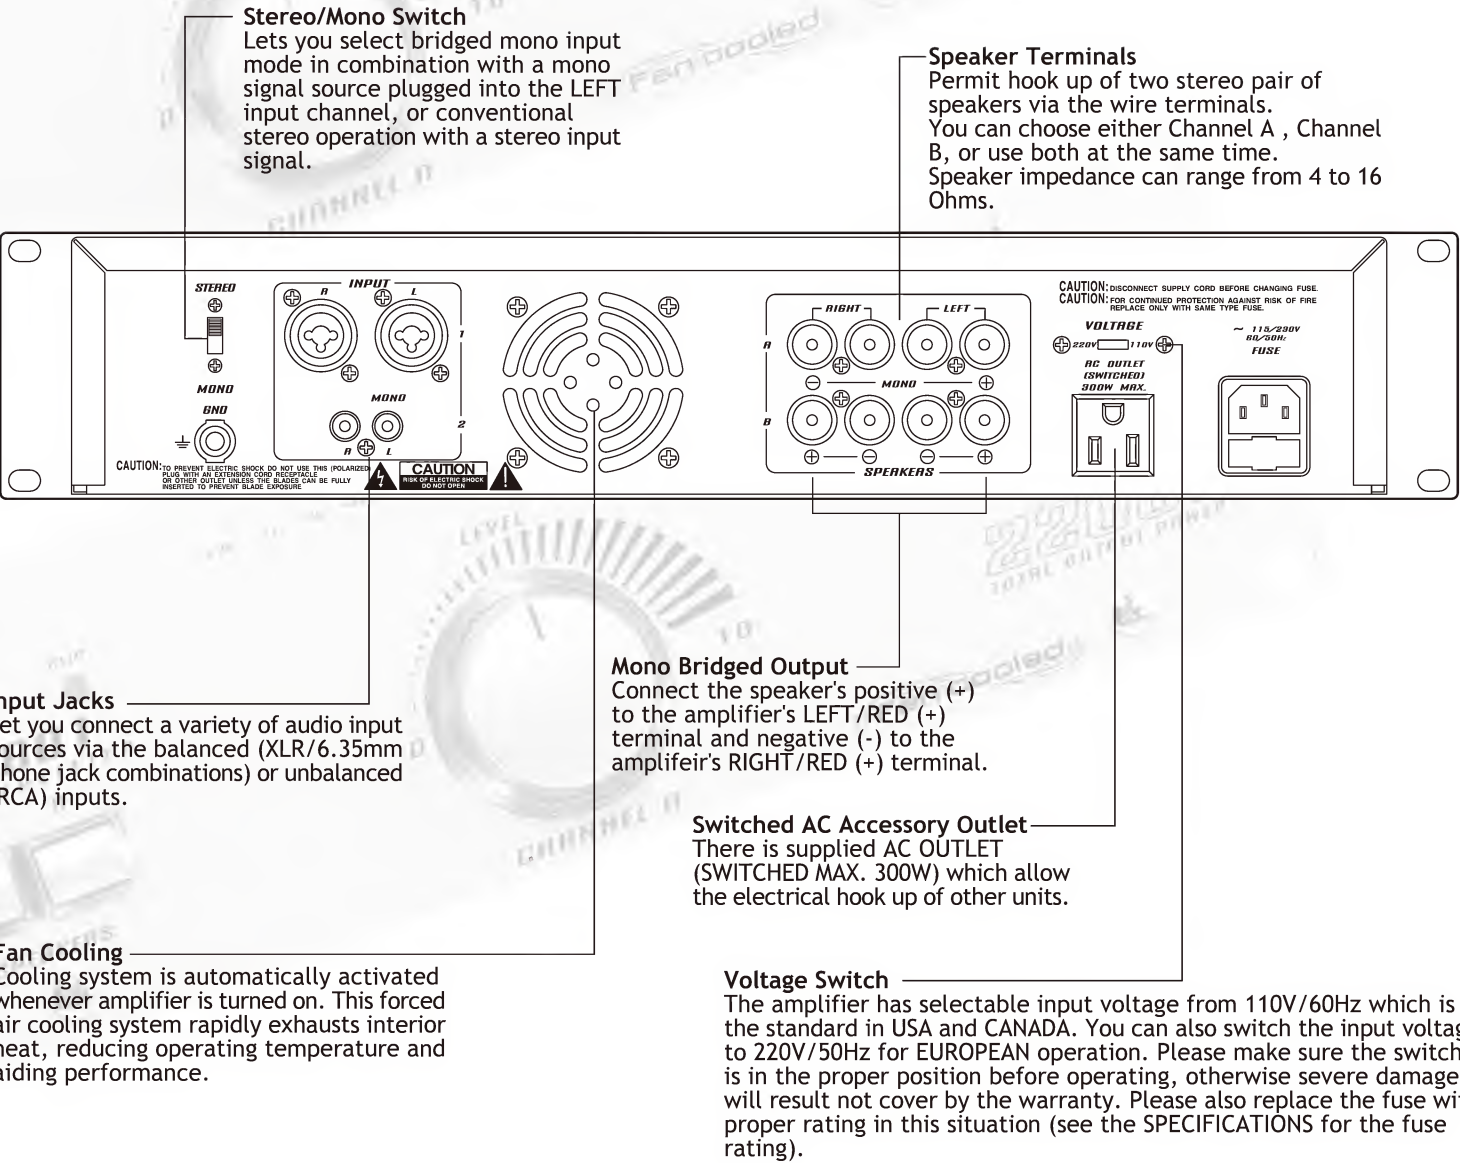 Stereo/Mono Switch
Lets you select bridged mono input
mode in combination with a mono
signal source plugged into the LEFT
input channel, or conventional
stereo operation with a stereo input
signal.
Speaker Terminals
Permit hook up of two stereo pair of
speakers via the wire terminals.
You can choose either Channel A , Channel
B, or use both at the same time.
Speaker impedance can range from 4 to 16
Ohms.
Fan Cooled
CHANNEL
STEREO
MONO
GND
INPUT
R L
1
MONO
2
R L
CAUTION: TO PREVENT ELECTRIC SHOCK DO NOT USE THIS (POLARIZED)
PLUG WITH AN EXTENSION CORD RECEPTACLE
OR OTHER OUTLET UNLESS THE BLADES CAN BE FULLY
INSERTED TO PREVENT BLADE EXPOSURE
CAUTION
RISK OF ELECTRIC SHOCK
DO NOT OPEN
RIGHT LEFT
A
- MONO +
B
+ - - +
SPEAKERS
CAUTION: DISCONNECT SUPPLY CORD BEFORE CHANGING FUSE.
CAUTION: FOR CONTINUED PROTECTION AGAINST RISK OF FIRE
REPLACE ONLY WITH SAME TYPE FUSE.
VOLTAGE
220V 110V
AC OUTLET
(SWITCHED)
300W MAX.
~ 115/230V
60/50Hz
FUSE
LEVEL
10
0
CHANNEL
TOTAL OUTPUT POWER
Fan Cooled
Mono Bridged Output
Connect the speaker's positive (+)
to the amplifier's LEFT/RED (+)
terminal and negative (-) to the
amplifeir's RIGHT/RED (+) terminal.
nput Jacks
et you connect a variety of audio input
ources via the balanced (XLR/6.35mm
hone jack combinations) or unbalanced
RCA) inputs.
Switched AC Accessory Outlet
There is supplied AC OUTLET
(SWITCHED MAX. 300W) which allow
the electrical hook up of other units.
Fan Cooling
Cooling system is automatically activated
whenever amplifier is turned on. This forced
air cooling system rapidly exhausts interior
heat, reducing operating temperature and
aiding performance.
Voltage Switch
The amplifier has selectable input voltage from 110V/60Hz which is
the standard in USA and CANADA. You can also switch the input voltag
to 220V/50Hz for EUROPEAN operation. Please make sure the switch
is in the proper position before operating, otherwise severe damage
will result not cover by the warranty. Please also replace the fuse wi
proper rating in this situation (see the SPECIFICATIONS for the fuse
rating).